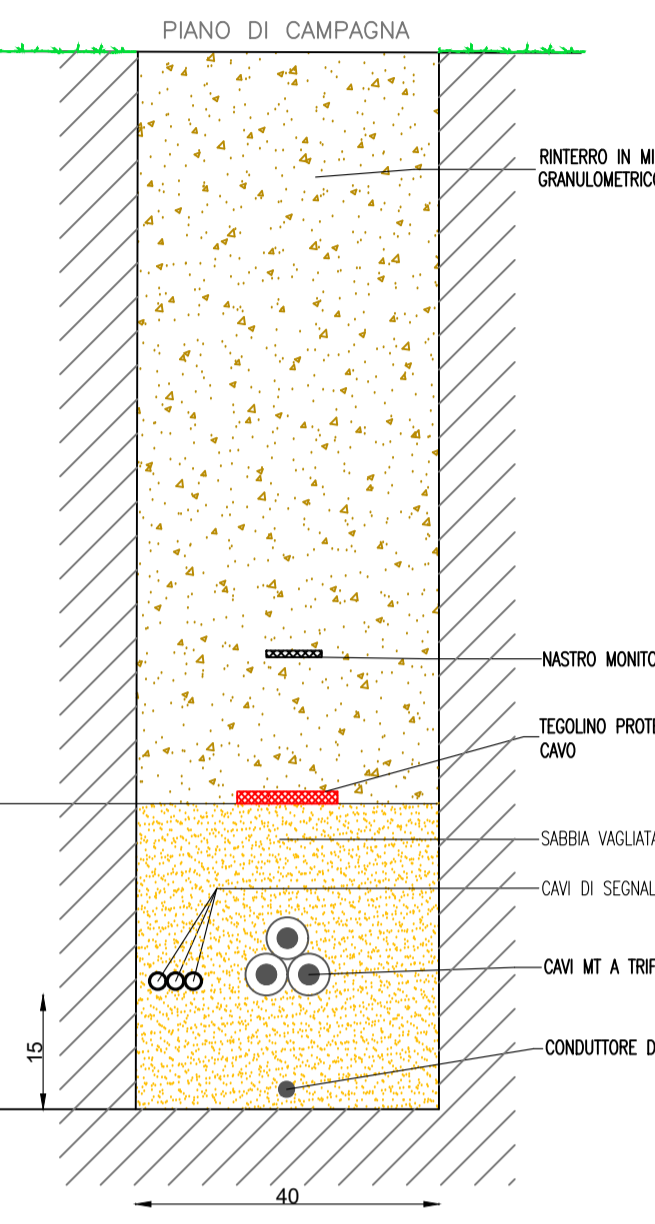 PIANO DI CAMPAGNA
RINTERRO IN MI
GRANULOMETRICO
NASTRO MONITO
TEGOLINO PROTE
CAVO
SABBIA VAGLIATA
CAVI DI SEGNAL
CAVI MT A TRIF
CONDUTTORE D
15
40